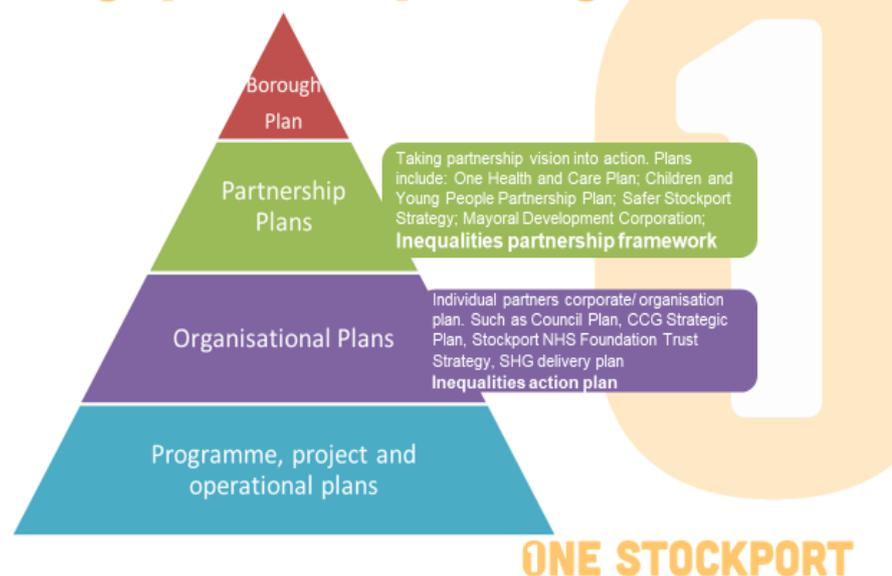 Borough
Plan
Partnership
Plans
Taking partnership vision into action. Plans
include: One Health and Care Plan; Children and
Young People Partnership Plan; Safer Stockport
Strategy; Mayoral Development Corporation;
Inequalities partnership framework
Organisational Plans
Individual partners corporate/ organisation
plan. Such as Council Plan, CCG Strategic
Plan, Stockport NHS Foundation Trust
Strategy, SHG delivery plan
Inequalities action plan
Programme, project and
operational plans
ONE STOCKPORT